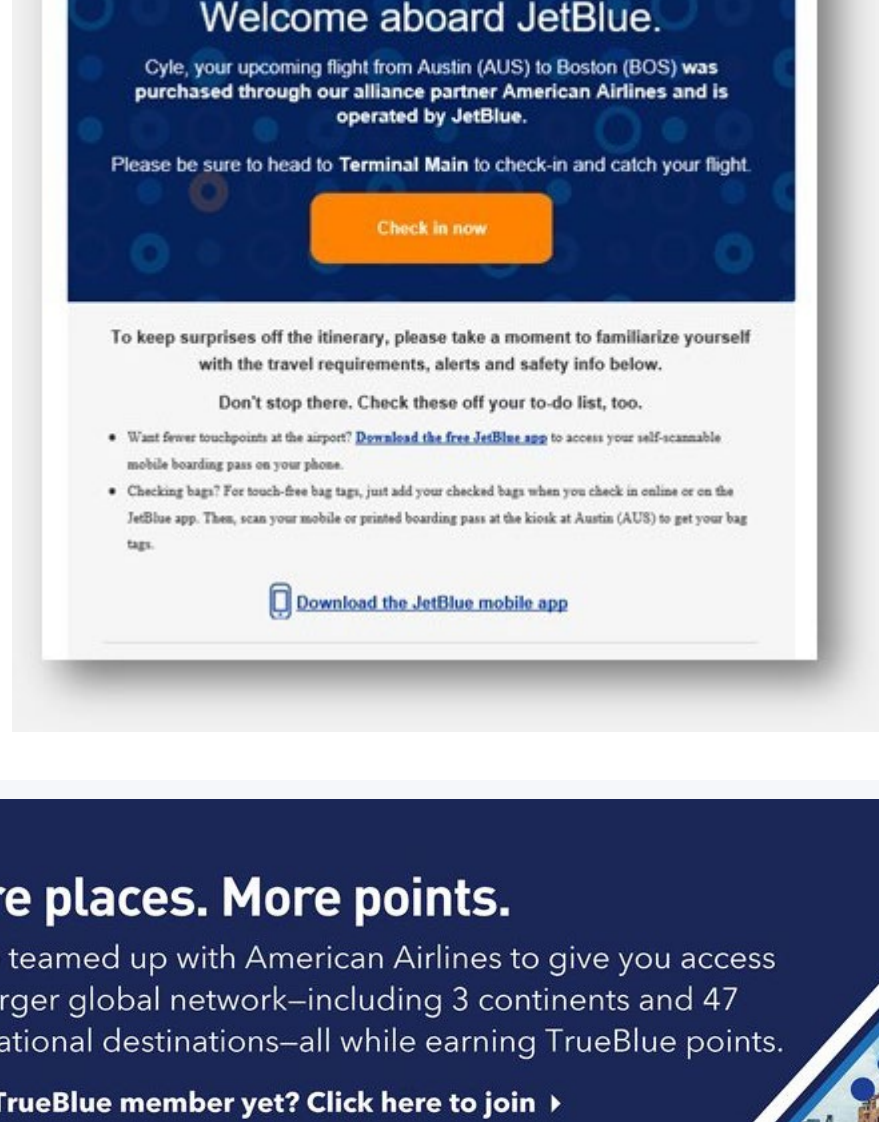 Welcome aboard JetBlue.
Cyle, your upcoming flight from Austin (AUS) to Boston (BOS) was
purchased through our alliance partner American Airlines and is
operated by JetBlue.
Please be sure to head to Terminal Main to check-in and catch your flight.
Check in now
To keep surprises off the itinerary, please take a moment to familiarize yourself
with the travel requirements, alerts and safety info below.
Don't stop there. Check these off your to-do list, too.
• Want fewer touchpoints at the airport? Download the free JetBlue app to access your self-scannable
mobile boarding pass on your phone.
• Checking bags? For touch-free bag tags, just add your checked bags when you check in online or on the
JetBlue app. Then, scan your mobile or printed boarding pass at the kiosk at Austin (AUS) to get your bag
tags.
Download the JetBlue mobile app
re places. More points.
teamed up with American Airlines to give you access
rger global network—including 3 continents and 47
ational destinations—all while earning TrueBlue points.
TrueBlue member yet? Click here to join